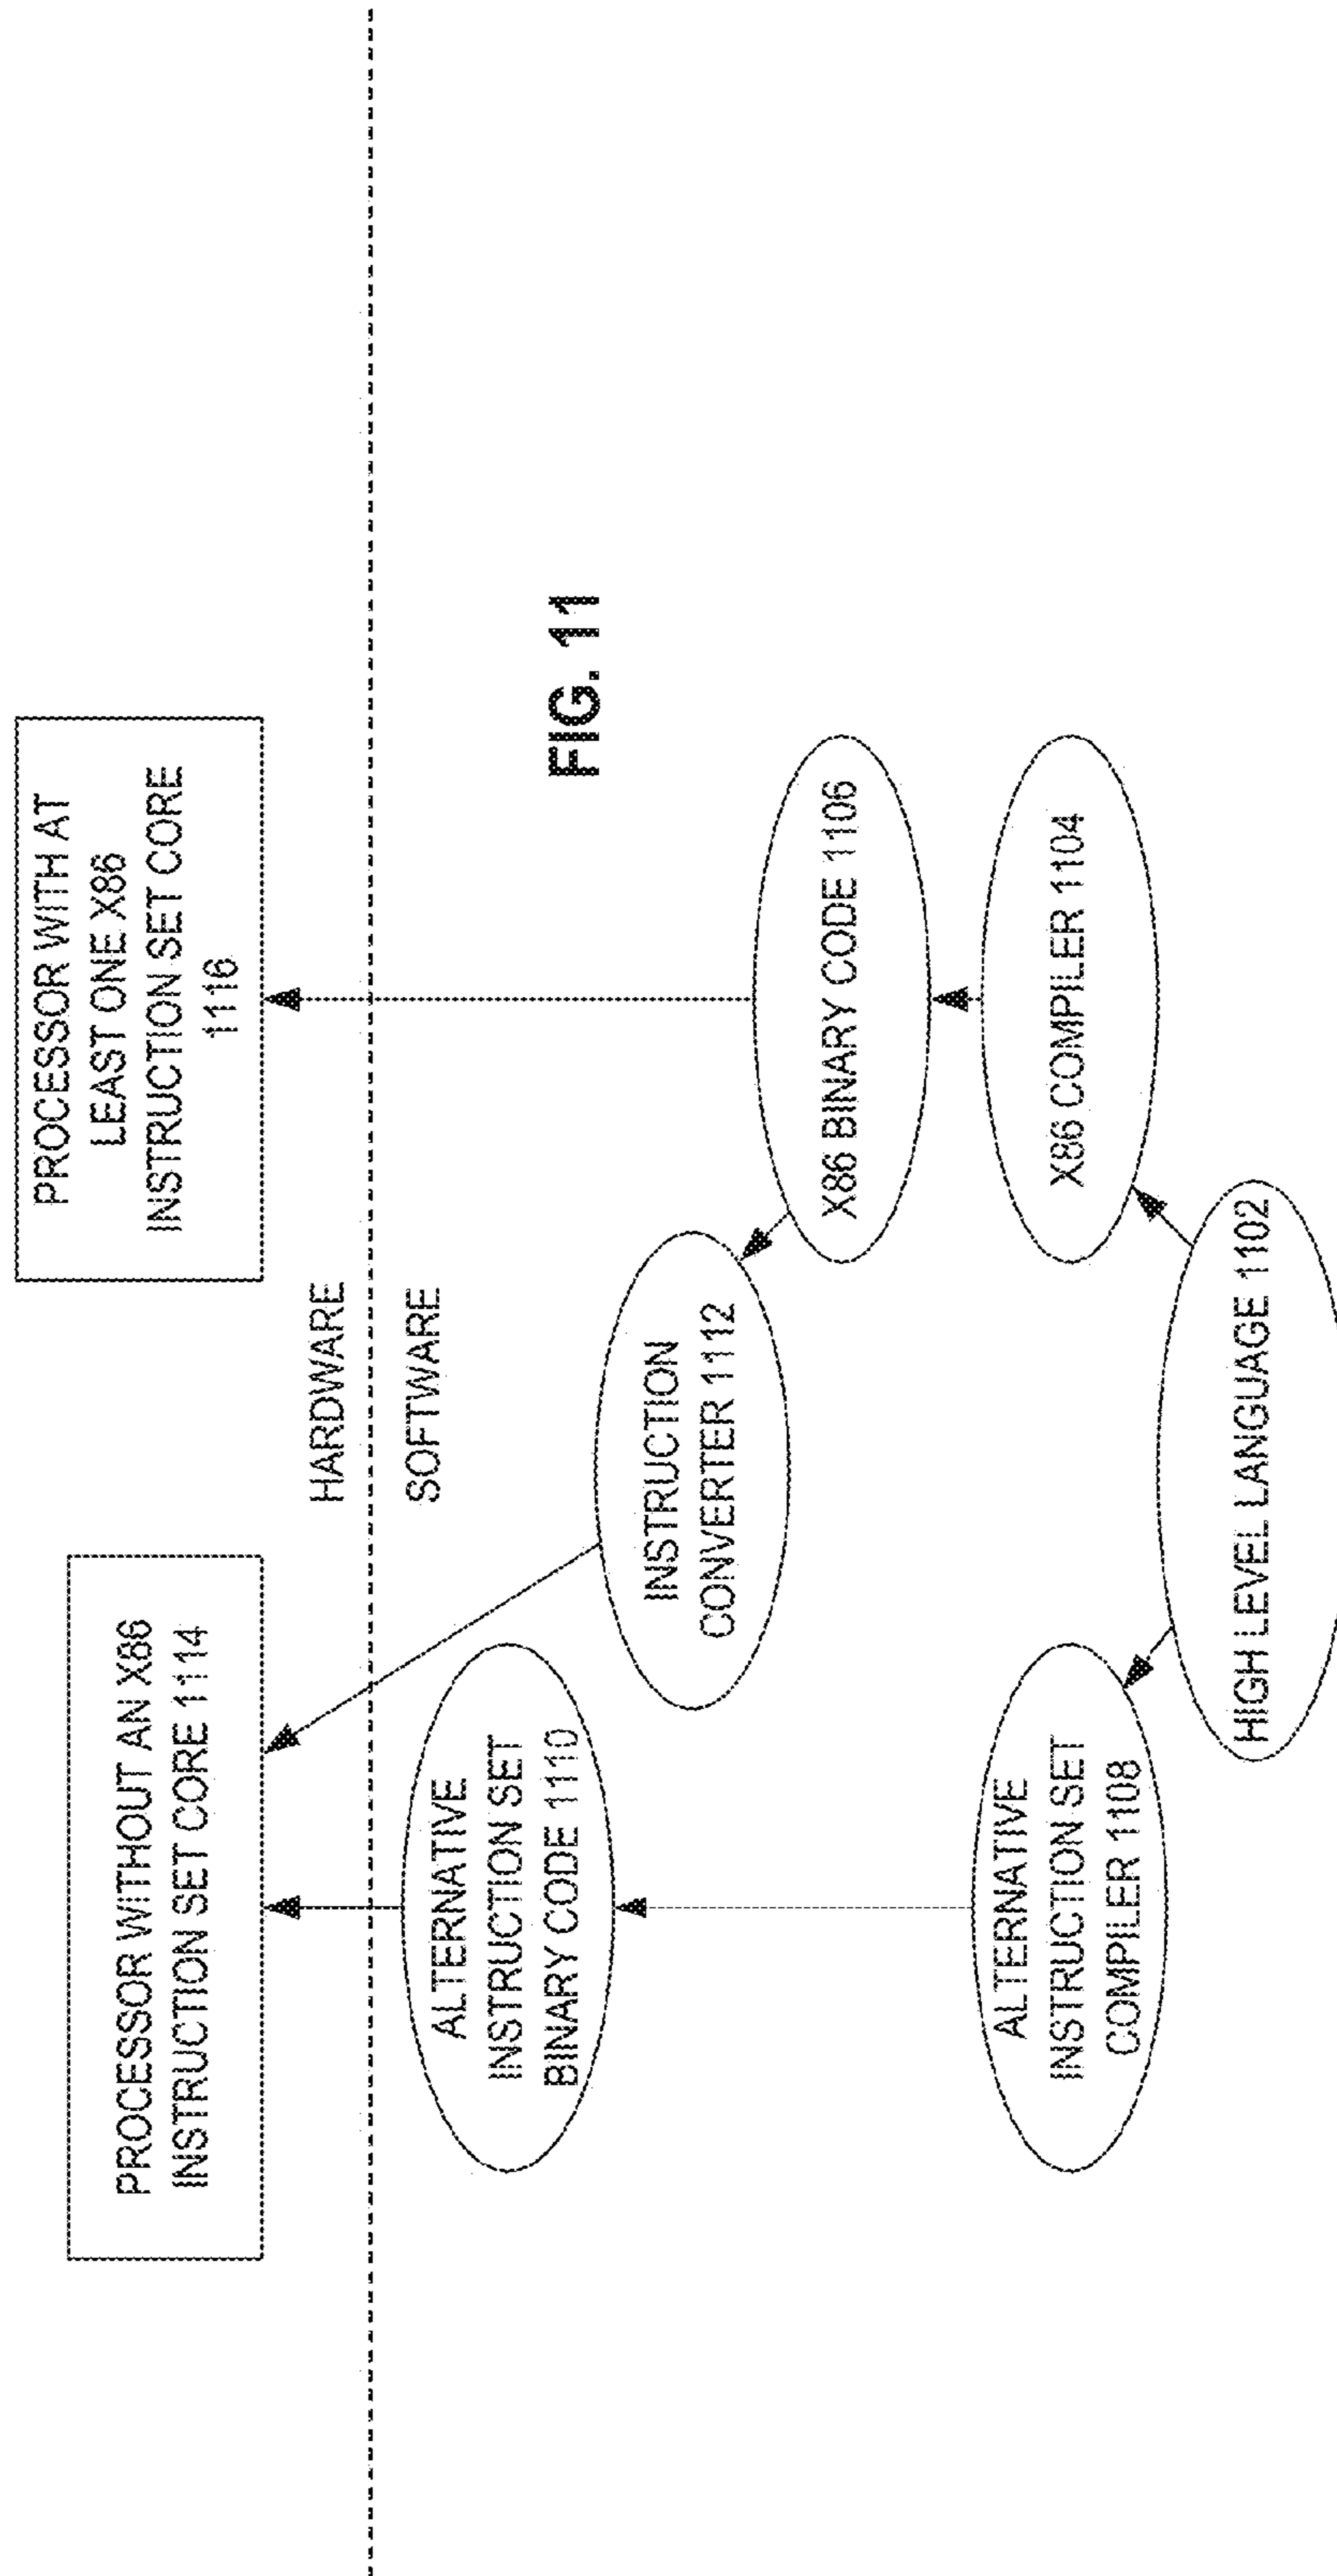 PROCESSOR WITHOUT AN X86
INSTRUCTION SET CORE 1114
PROCESSOR WITH AT
LEAST ONE X86
INSTRUCTION SET CORE
1116
HARDWARE
SOFTWARE
ALTERNATIVE
INSTRUCTION SET
BINARY CODE 1110
FIG. 11
INSTRUCTION
CONVERTER 1112
X86 BINARY CODE 1106
ALTERNATIVE
INSTRUCTION SET
COMPILER 1108
X86 COMPILER 1104
HIGH LEVEL LANGUAGE 1102